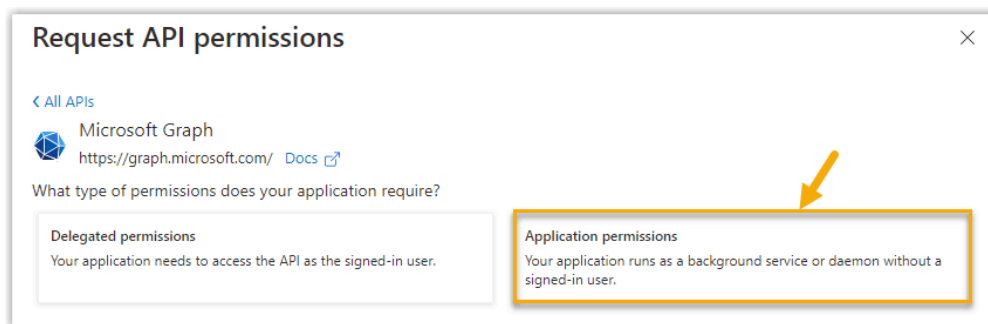 Request API permissions
All APIs
Microsoft Graph
https://graph.microsoft.com/ Docs
What type of permissions does your application require?
Delegated permissions
Your application needs to access the API as the signed-in user.
Application permissions
Your application runs as a background service or daemon without a
signed-in user.